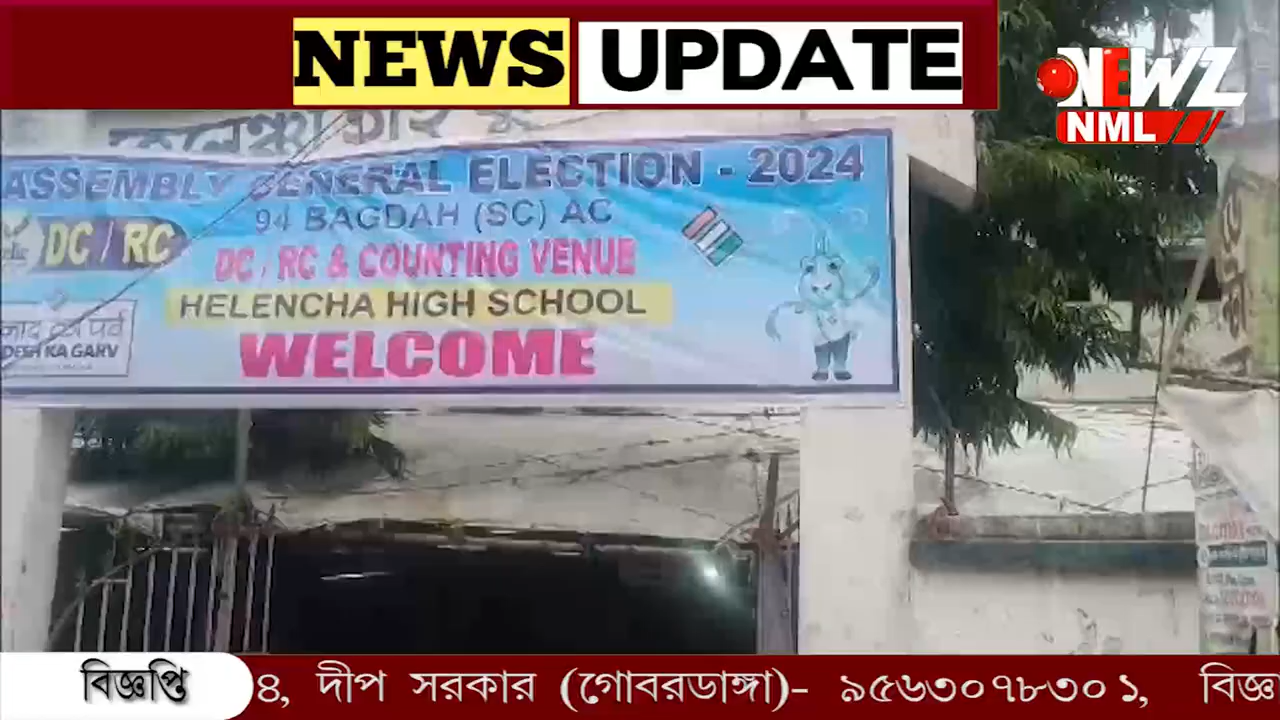 NEWS UPDATE
NEWZ
NML
ASSEMBLY GENERAL ELECTION - 2024
94 BAGDAH (SC) AC
DC / RC
DC / RC & COUNTING VENUE
HELENCHA HIGH SCHOOL
WELCOME
DESH KA GARV
বিজ্ঞপ্তি
৪, দীপ সরকার (গোবরডাঙ্গা)- ৯৫৬৩০৭৮৩০১, বিজ্ঞ